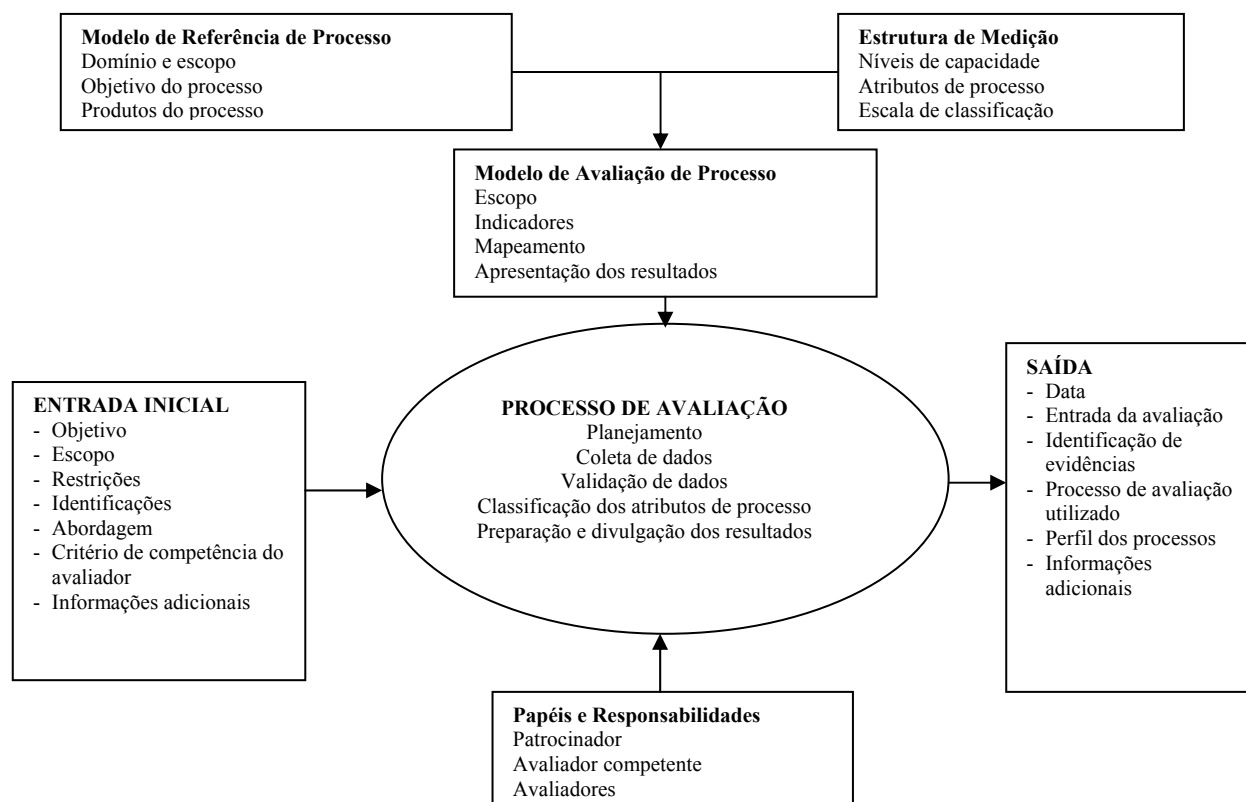 Modelo de Referência de Processo
Domínio e escopo
Objetivo do processo
Produtos do processo
Estrutura de Medição
Níveis de capacidade
Atributos de processo
Escala de classificação
Modelo de Avaliação de Processo
Escopo
Indicadores
Mapeamento
Apresentação dos resultados
ENTRADA INICIAL
- Objetivo
- Escopo
- Restrições
- Identificações
- Abordagem
- Critério de competência do
avaliador
- Informações adicionais
PROCESSO DE AVALIAÇÃO
Planejamento
Coleta de dados
Validação de dados
Classificação dos atributos de processo
Preparação e divulgação dos resultados
SAÍDA
- Data
- Entrada da avaliação
- Identificação de
evidências
- Processo de avaliação
utilizado
- Perfil dos processos
- Informações
adicionais
Papéis e Responsabilidades
Patrocinador
Avaliador competente
Avaliadores